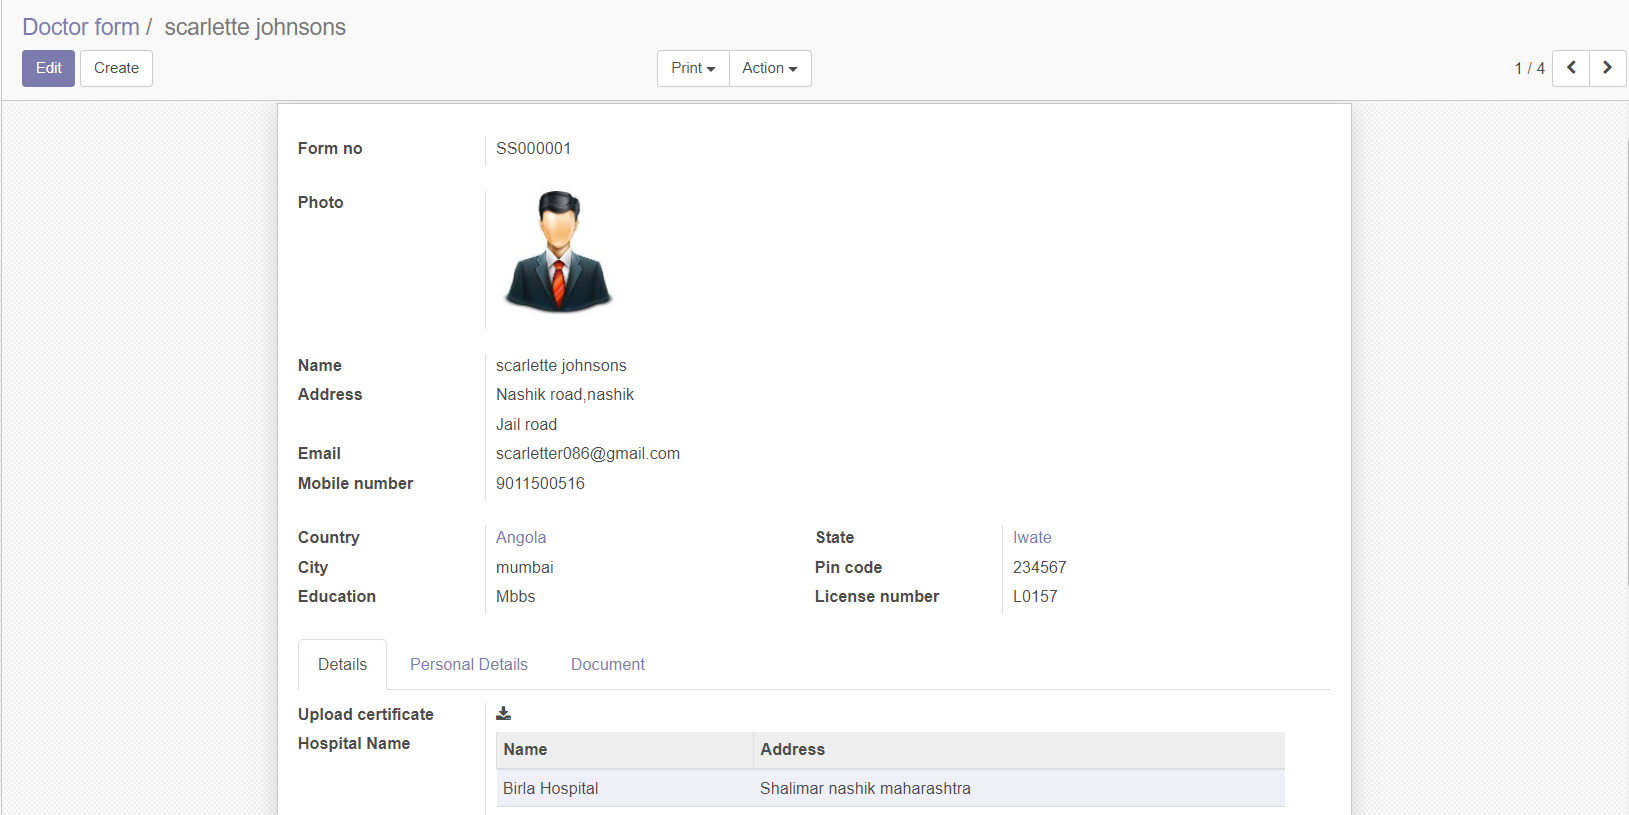 Doctor form / scarlette johnsons
Edit Create Print Action 1 / 4
Form no SS000001
Photo
Name scarlette johnsons
Address Nashik road,nashik
Jail road
Email scarletter086@gmail.com
Mobile number 9011500516
Country Angola State Iwate
City mumbai Pin code 234567
Education Mbbs License number L0157
Details Personal Details Document
Upload certificate
Hospital Name
Name Address
Birla Hospital Shalimar nashik maharashtra